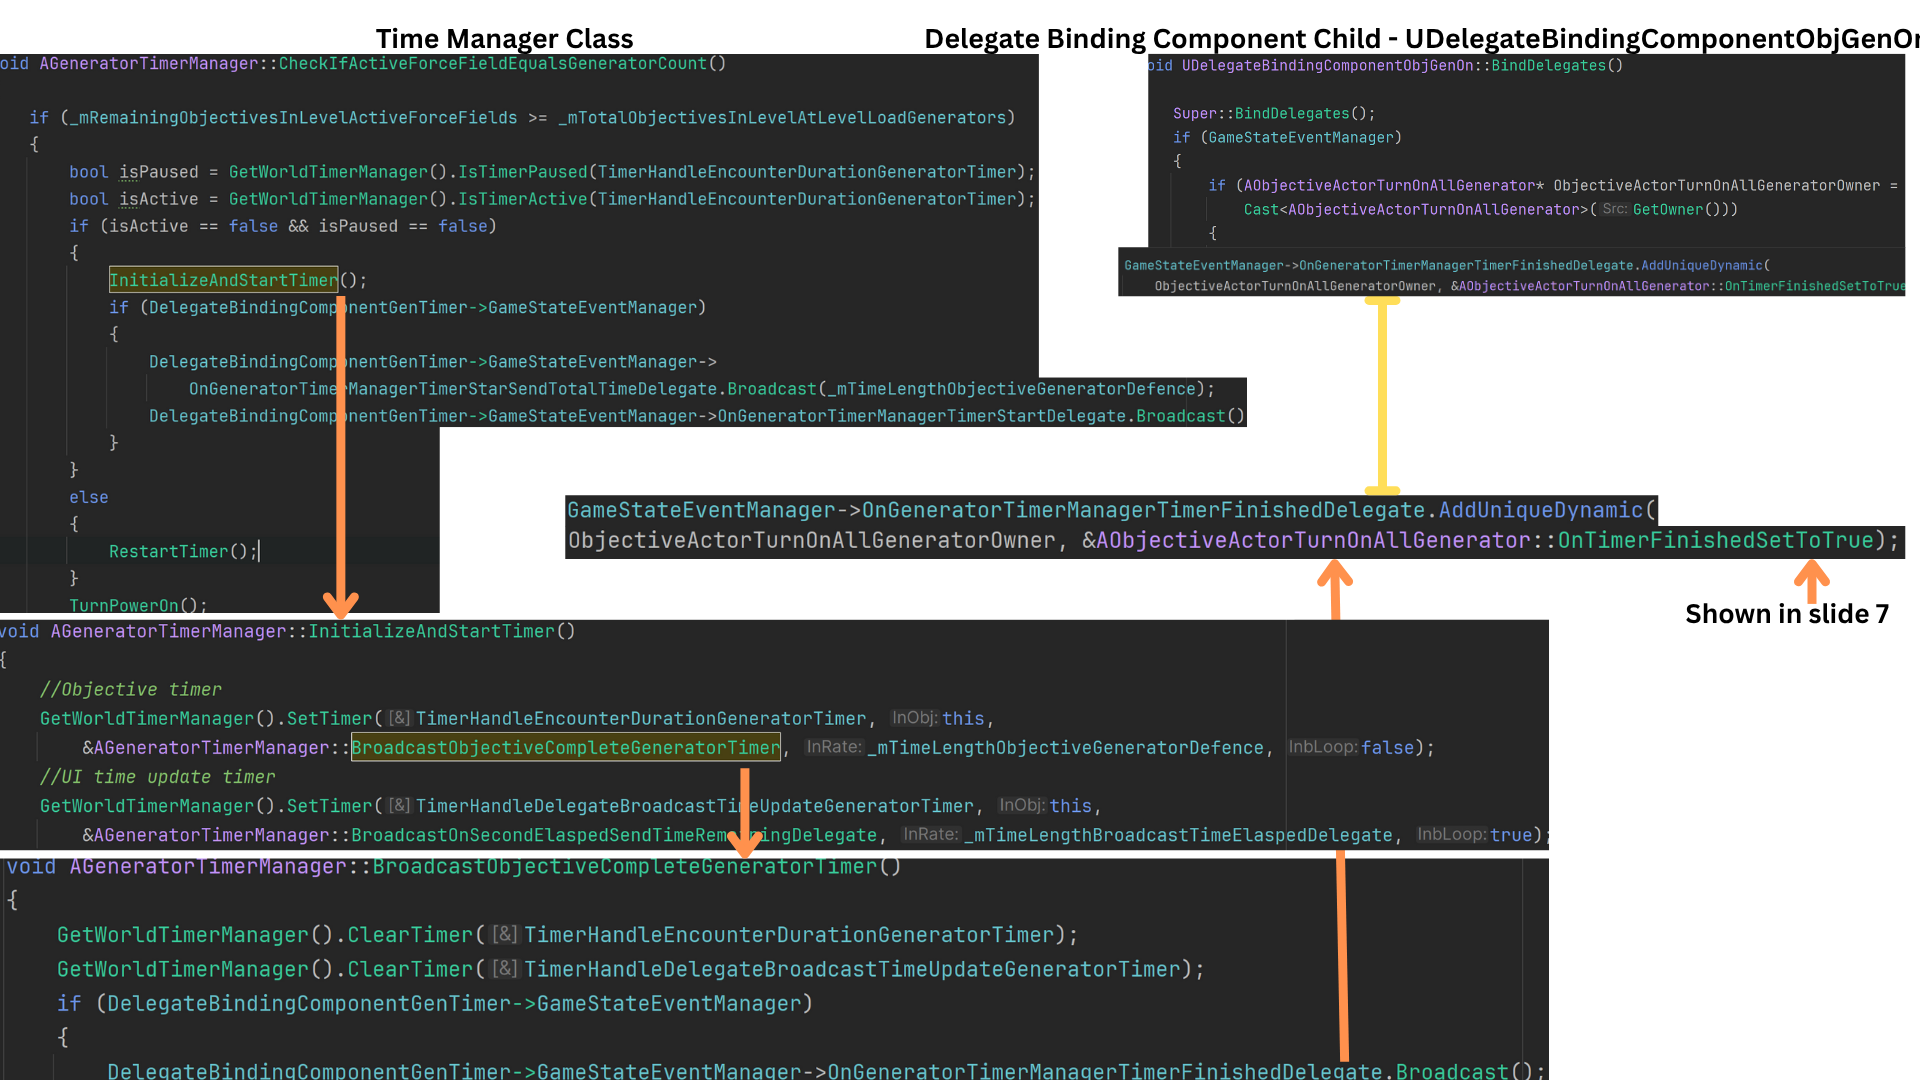 Time Manager Class
oid AGeneratorTimerManager::CheckIfActiveForceFieldEqualsGeneratorCount()
if (_mRemainingObjectivesInLevelActiveForceFields >= _mTotalObjectivesInLevelAtLevelLoadGenerators)
{
bool isPaused = GetWorldTimerManager().IsTimerPaused(TimerHandleEncounterDurationGeneratorTimer);
bool isActive = GetWorldTimerManager().IsTimerActive(TimerHandleEncounterDurationGeneratorTimer);
if (isActive == false && isPaused == false)
{
InitializeAndStartTimer();
if (DelegateBindingComponentGenTimer->GameStateEventManager)
{
DelegateBindingComponentGenTimer->GameStateEventManager->
OnGeneratorTimerManagerTimerStarSendTotalTimeDelegate.Broadcast(_mTimeLengthObjectiveGeneratorDefence);
DelegateBindingComponentGenTimer->GameStateEventManager->OnGeneratorTimerManagerTimerStartDelegate.Broadcast()
}
}
else
{
RestartTimer();
}
TurnPowerOn();
Delegate Binding Component Child - UDelegateBindingComponentObjGenOn
oid UDelegateBindingComponentObjGenOn::BindDelegates()
Super::BindDelegates();
if (GameStateEventManager)
{
if (AObjectiveActorTurnOnAllGenerator* ObjectiveActorTurnOnAllGeneratorOwner =
Cast<AObjectiveActorTurnOnAllGenerator>( Src: GetOwner()))
{
GameStateEventManager->OnGeneratorTimerManagerTimerFinishedDelegate.AddUniqueDynamic(
ObjectiveActorTurnOnAllGeneratorOwner, &AObjectiveActorTurnOnAllGenerator::OnTimerFinishedSetToTrue
GameStateEventManager->OnGeneratorTimerManagerTimerFinishedDelegate.AddUniqueDynamic(
ObjectiveActorTurnOnAllGeneratorOwner, &AObjectiveActorTurnOnAllGenerator::OnTimerFinishedSetToTrue);
Shown in slide 7
void AGeneratorTimerManager::InitializeAndStartTimer()
{
//Objective timer
GetWorldTimerManager().SetTimer( [&] TimerHandleEncounterDurationGeneratorTimer, InObj: this,
&AGeneratorTimerManager::BroadcastObjectiveCompleteGeneratorTimer, InRate: _mTimeLengthObjectiveGeneratorDefence, InbLoop: false);
//UI time update timer
GetWorldTimerManager().SetTimer( [&] TimerHandleDelegateBroadcastTimeUpdateGeneratorTimer, InObj: this,
&AGeneratorTimerManager::BroadcastOnSecondElaspedSendTimeRemainingDelegate, InRate: _mTimeLengthBroadcastTimeElaspedDelegate, InbLoop: true);
void AGeneratorTimerManager::BroadcastObjectiveCompleteGeneratorTimer()
{
GetWorldTimerManager().ClearTimer( [&] TimerHandleEncounterDurationGeneratorTimer);
GetWorldTimerManager().ClearTimer( [&] TimerHandleDelegateBroadcastTimeUpdateGeneratorTimer);
if (DelegateBindingComponentGenTimer->GameStateEventManager)
{
DelegateBindingComponentGenTimer->GameStateEventManager->OnGeneratorTimerManagerTimerFinishedDelegate.Broadcast();